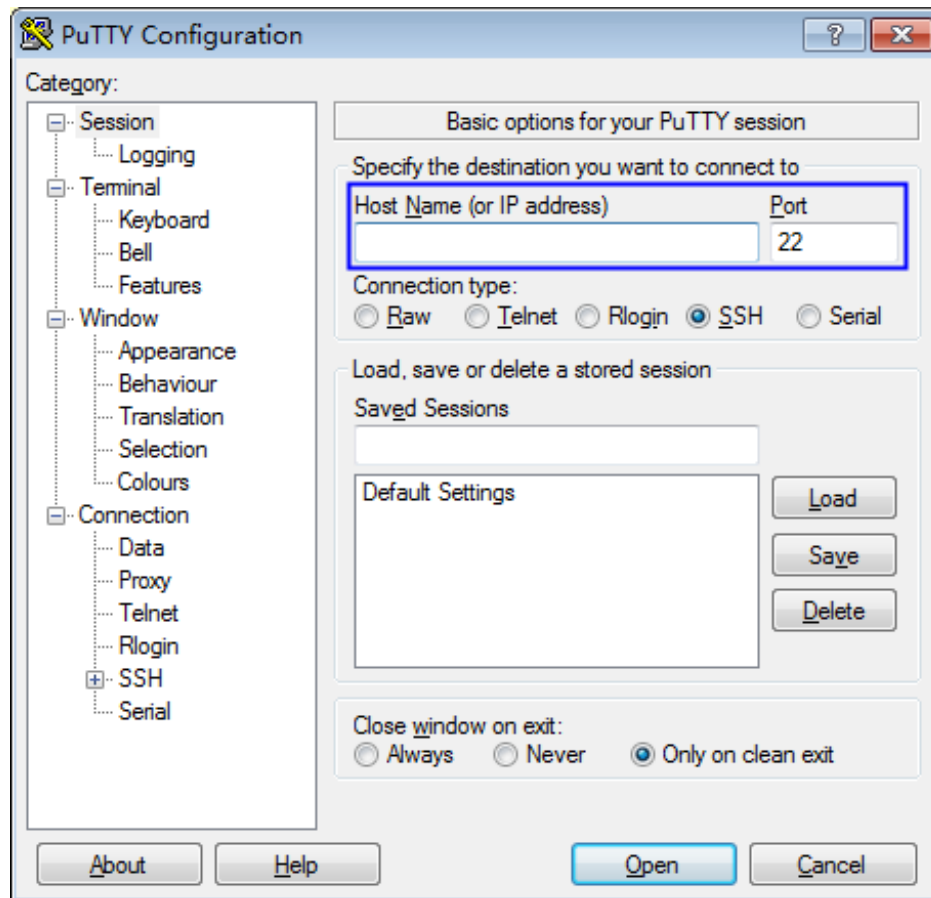 PuTTY Configuration
Category:
Session
Logging
Terminal
Keyboard
Bell
Features
Window
Appearance
Behaviour
Translation
Selection
Colours
Connection
Data
Proxy
Telnet
Rlogin
SSH
Serial
Basic options for your PuTTY session
Specify the destination you want to connect to
Host Name (or IP address) Port
22
Connection type:
Raw Telnet Rlogin SSH Serial
Load, save or delete a stored session
Saved Sessions
Default Settings
Load
Save
Delete
Close window on exit:
Always Never Only on clean exit
About Help Open Cancel